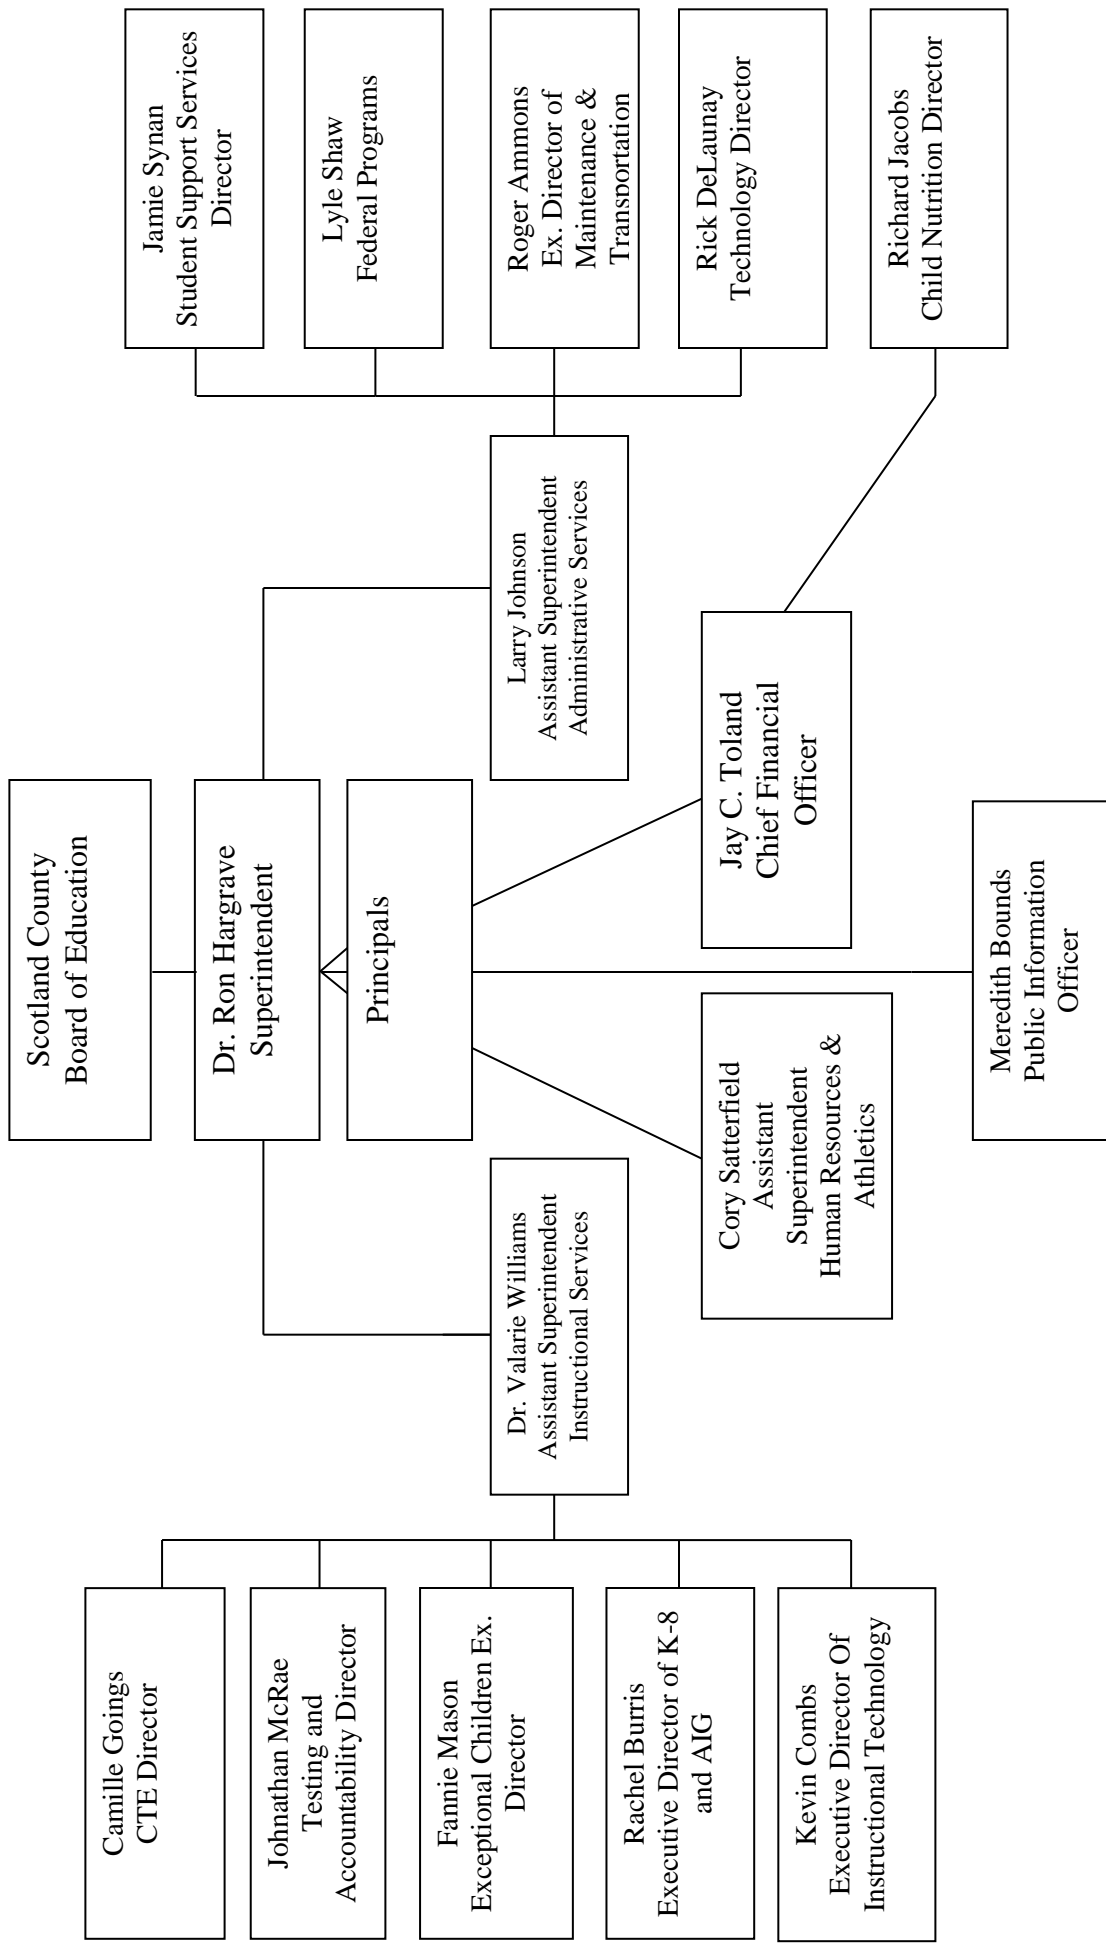 Scotland County
Board of Education
Dr. Ron Hargrave
Superintendent
Principals
Dr. Valarie Williams
Assistant Superintendent
Instructional Services
Larry Johnson
Assistant Superintendent
Administrative Services
Camille Goings
CTE Director
Johnathan McRae
Testing and
Accountability Director
Fannie Mason
Exceptional Children Ex.
Director
Rachel Burris
Executive Director of K-8
and AIG
Kevin Combs
Executive Director Of
Instructional Technology
Cory Satterfield
Assistant
Superintendent
Human Resources &
Athletics
Jay C. Toland
Chief Financial
Officer
Meredith Bounds
Public Information
Officer
Jamie Synan
Student Support Services
Director
Lyle Shaw
Federal Programs
Roger Ammons
Ex. Director of
Maintenance &
Transportation
Rick DeLaunay
Technology Director
Richard Jacobs
Child Nutrition Director